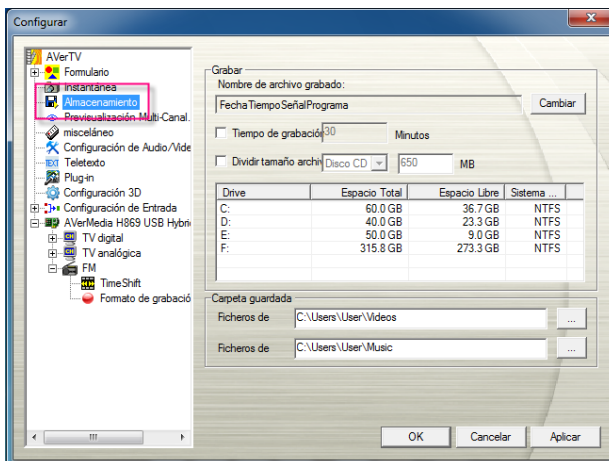 Configurar
AVerTV
Formulario
Instantánea
Almacenamiento
Previsualización Multi-Canal.
misceláneo
Configuración de Audio/Vide
TEXT Teletexto
Plug-in
Configuración 3D
Configuración de Entrada
AVerMedia H869 USB Hybri
TV digital
TV analógica
FM
TimeShift
Formato de grabació
Grabar
Nombre de archivo grabado:
FechaTiempoSeñalPrograma
Cambiar
Tiempo de grabación 30 Minutos
Dividir tamaño archi Disco CD 650 MB
Drive Espacio Total Espacio Libre Sistema ...
C: 60.0 GB 36.7 GB NTFS
D: 40.0 GB 23.3 GB NTFS
E: 50.0 GB 9.0 GB NTFS
F: 315.8 GB 273.3 GB NTFS
Carpeta guardada
Ficheros de C:\Users\User\Videos ...
Ficheros de C:\Users\User\Music ...
OK Cancelar Aplicar